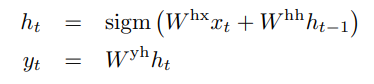 h_t = sigm (W^{hx} x_t + W^{hh} h_{t−1})
y_t = W^{yh} h_t